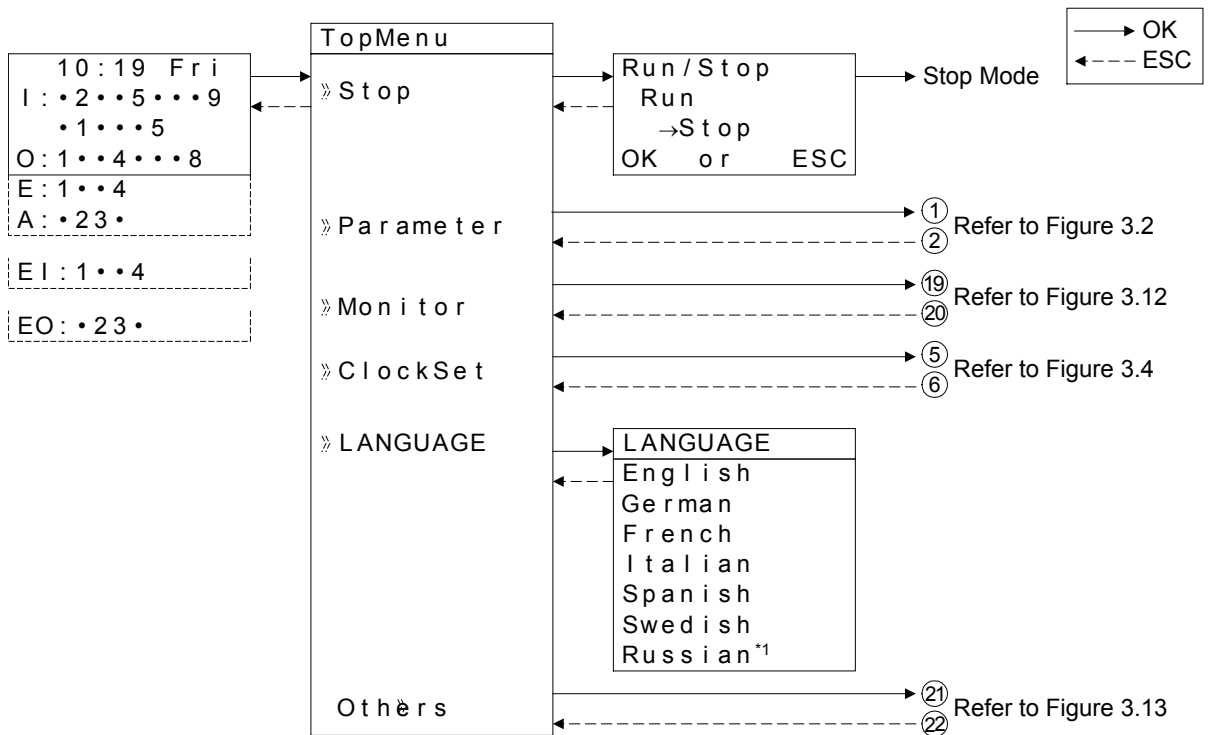 10:19 Fri
I:•2••5•••9
•1•••5
O:1••4•••8
E:1••4
A:•23•
EI:1••4
EO:•23•
TopMenu
»Stop
»Parameter
»Monitor
»ClockSet
»LANGUAGE
»Others
Run/Stop
Run
→Stop
OK or ESC
Stop Mode
OK
ESC
① Refer to Figure 3.2
②
⑲ Refer to Figure 3.12
⑳
⑤ Refer to Figure 3.4
⑥
LANGUAGE
English
German
French
Italian
Spanish
Swedish
Russian*1
㉑ Refer to Figure 3.13
㉒